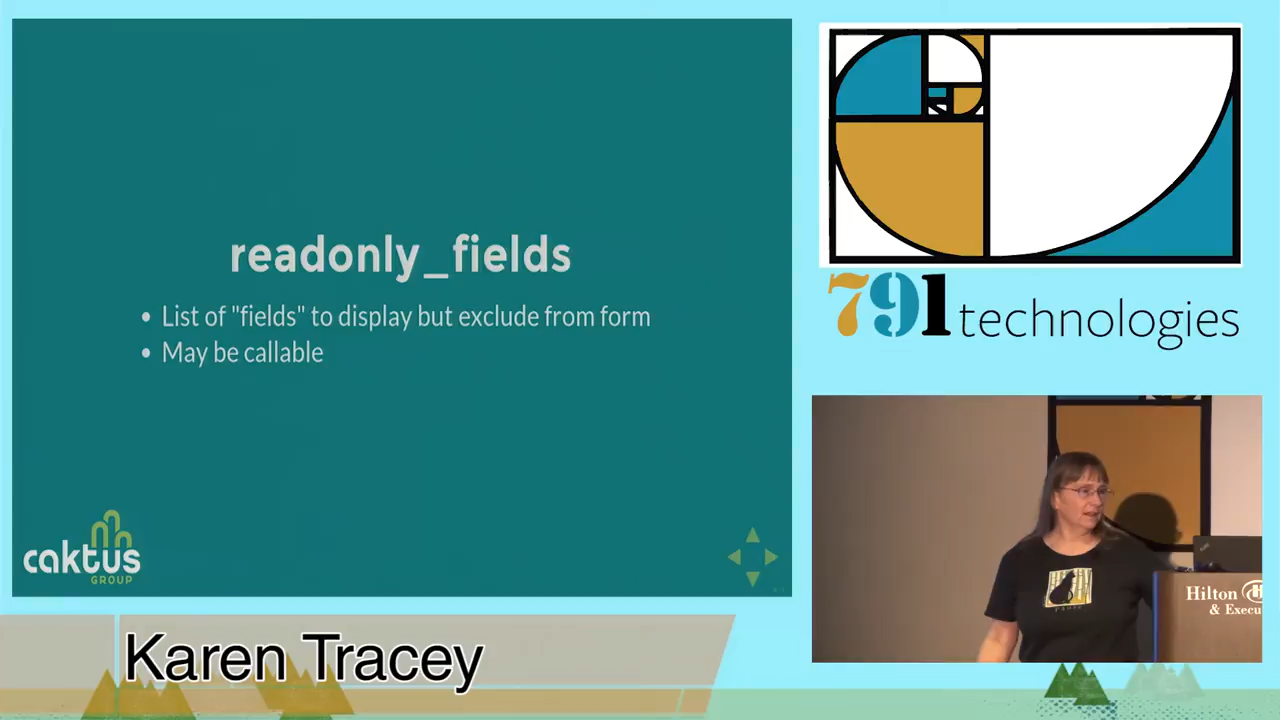 readonly_fields
• List of "fields" to display but exclude from form
• May be callable
caktus
GROUP
791 technologies
Hilton
& Execu
Karen Tracey